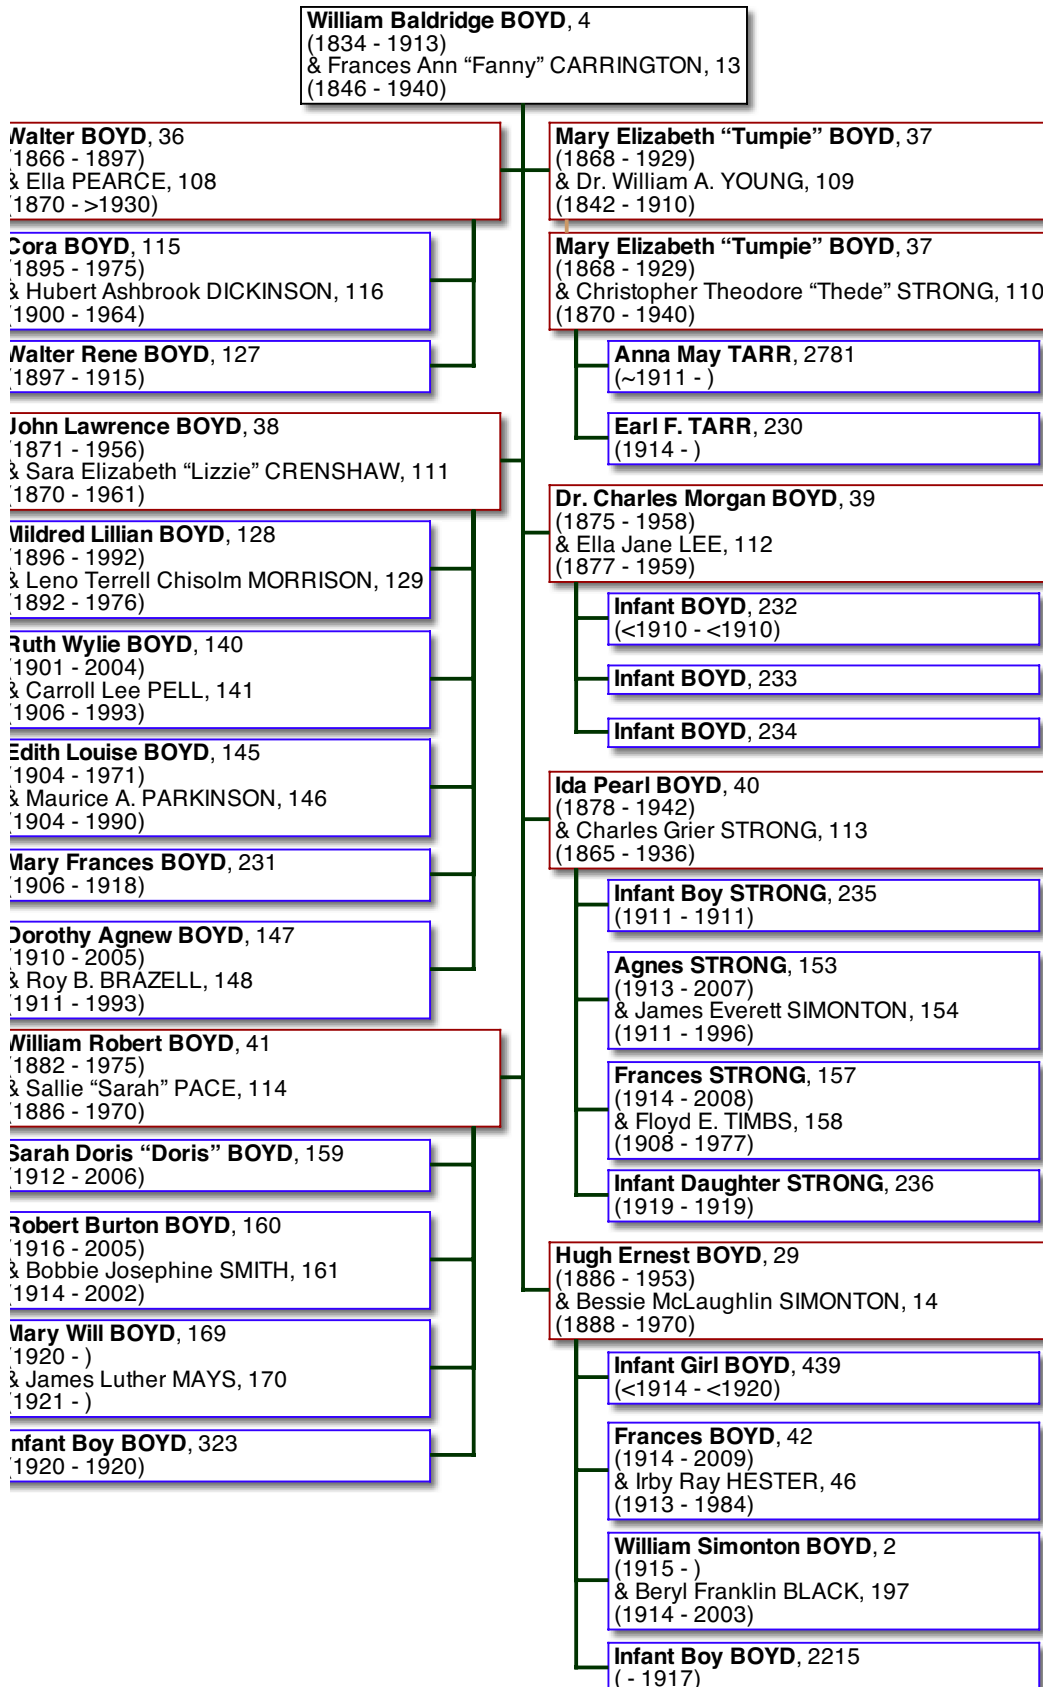 William Baldridge BOYD, 4
(1834 - 1913)
& Frances Ann “Fanny” CARRINGTON, 13
(1846 - 1940)
Walter BOYD, 36
(1866 - 1897)
& Ella PEARCE, 108
(1870 - >1930)
Cora BOYD, 115
(1895 - 1975)
& Hubert Ashbrook DICKINSON, 116
(1900 - 1964)
Walter Rene BOYD, 127
(1897 - 1915)
John Lawrence BOYD, 38
(1871 - 1956)
& Sara Elizabeth “Lizzie” CRENSHAW, 111
(1870 - 1961)
Mildred Lillian BOYD, 128
(1896 - 1992)
& Leno Terrell Chisolm MORRISON, 129
(1892 - 1976)
Ruth Wylie BOYD, 140
(1901 - 2004)
& Carroll Lee PELL, 141
(1906 - 1993)
Edith Louise BOYD, 145
(1904 - 1971)
& Maurice A. PARKINSON, 146
(1904 - 1990)
Mary Frances BOYD, 231
(1906 - 1918)
Dorothy Agnew BOYD, 147
(1910 - 2005)
& Roy B. BRAZELL, 148
(1911 - 1993)
William Robert BOYD, 41
(1882 - 1975)
& Sallie “Sarah” PACE, 114
(1886 - 1970)
Sarah Doris “Doris” BOYD, 159
(1912 - 2006)
Robert Burton BOYD, 160
(1916 - 2005)
& Bobbie Josephine SMITH, 161
(1914 - 2002)
Mary Will BOYD, 169
(1920 - )
& James Luther MAYS, 170
(1921 - )
Infant Boy BOYD, 323
(1920 - 1920)
Mary Elizabeth “Tumpie” BOYD, 37
(1868 - 1929)
& Dr. William A. YOUNG, 109
(1842 - 1910)
Mary Elizabeth “Tumpie” BOYD, 37
(1868 - 1929)
& Christopher Theodore “Thede” STRONG, 110
(1870 - 1940)
Anna May TARR, 2781
(~1911 - )
Earl F. TARR, 230
(1914 - )
Dr. Charles Morgan BOYD, 39
(1875 - 1958)
& Ella Jane LEE, 112
(1877 - 1959)
Infant BOYD, 232
(<1910 - <1910)
Infant BOYD, 233
Infant BOYD, 234
Ida Pearl BOYD, 40
(1878 - 1942)
& Charles Grier STRONG, 113
(1865 - 1936)
Infant Boy STRONG, 235
(1911 - 1911)
Agnes STRONG, 153
(1913 - 2007)
& James Everett SIMONTON, 154
(1911 - 1996)
Frances STRONG, 157
(1914 - 2008)
& Floyd E. TIMBS, 158
(1908 - 1977)
Infant Daughter STRONG, 236
(1919 - 1919)
Hugh Ernest BOYD, 29
(1886 - 1953)
& Bessie McLaughlin SIMONTON, 14
(1888 - 1970)
Infant Girl BOYD, 439
(<1914 - <1920)
Frances BOYD, 42
(1914 - 2009)
& Irby Ray HESTER, 46
(1913 - 1984)
William Simonton BOYD, 2
(1915 - )
& Beryl Franklin BLACK, 197
(1914 - 2003)
Infant Boy BOYD, 2215
( - 1917)